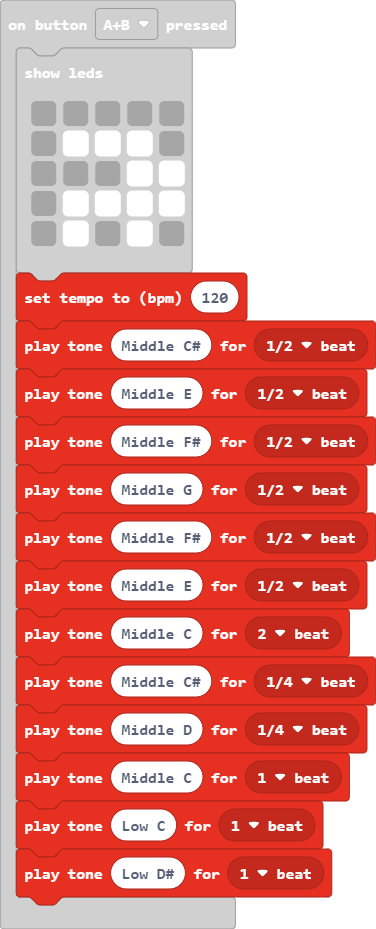 on button A+B pressed
show leds
set tempo to (bpm) 120
play tone Middle C# for 1/2 beat
play tone Middle E for 1/2 beat
play tone Middle F# for 1/2 beat
play tone Middle G for 1/2 beat
play tone Middle F# for 1/2 beat
play tone Middle E for 1/2 beat
play tone Middle C for 2 beat
play tone Middle C# for 1/4 beat
play tone Middle D for 1/4 beat
play tone Middle C for 1 beat
play tone Low C for 1 beat
play tone Low D# for 1 beat